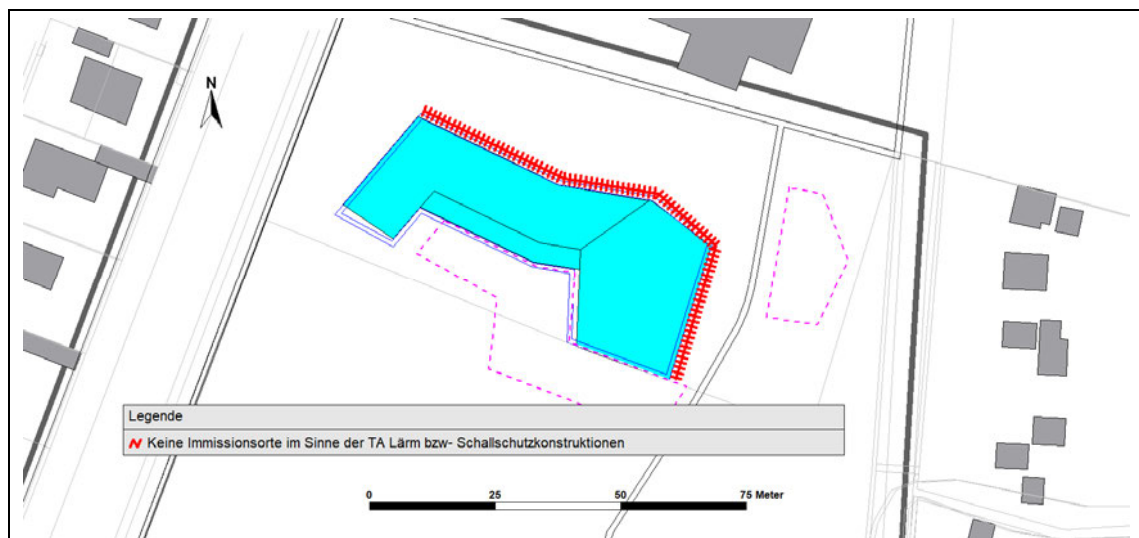 N
Legende
Keine Immissionsorte im Sinne der TA Lärm bzw- Schallschutzkonstruktionen
0 25 50 75 Meter